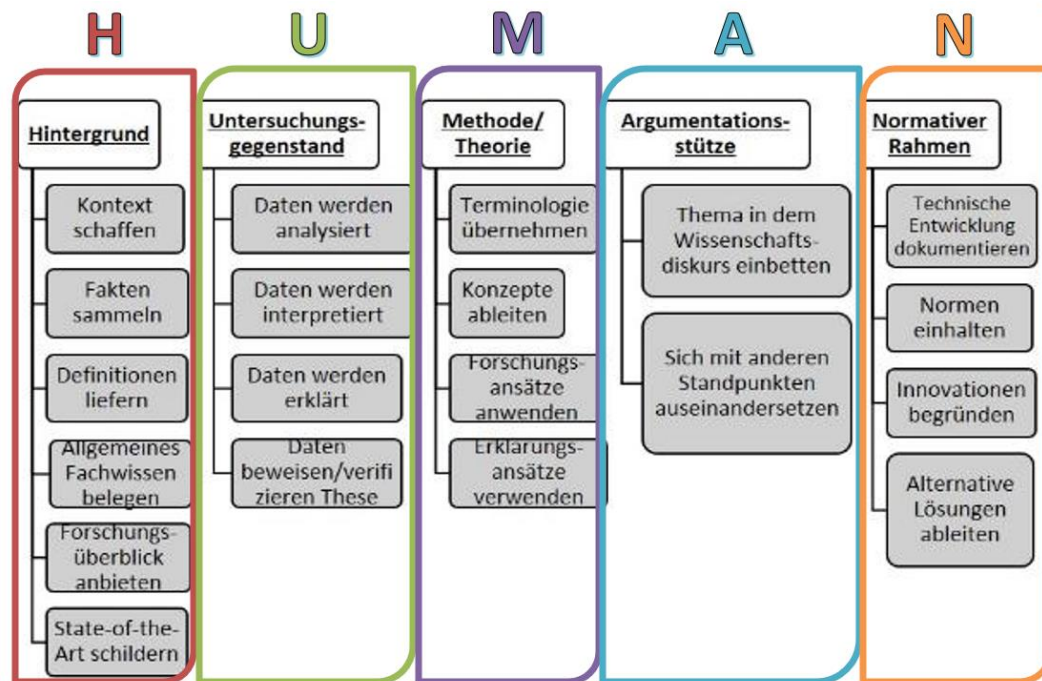 H
U
M
A
N
Hintergrund
Kontext
schaffen
Fakten
sammeln
Definitionen
liefern
Allgemeines
Fachwissen
belegen
Forschungs-
überblick
anbieten
State-of-the-
Art schildern
Untersuchungs-
gegenstand
Daten werden
analysiert
Daten werden
interpretiert
Daten werden
erklärt
Daten
beweisen/verifi
zieren These
Methode/
Theorie
Terminologie
übernehmen
Konzepte
ableiten
Forschungs-
ansätze
anwenden
Erklärungs-
ansätze
verwenden
Argumentations-
stütze
Thema in dem
Wissenschafts-
diskurs einbetten
Sich mit anderen
Standpunkten
auseinandersetzen
Normativer
Rahmen
Technische
Entwicklung
dokumentieren
Normen
einhalten
Innovationen
begründen
Alternative
Lösungen
ableiten